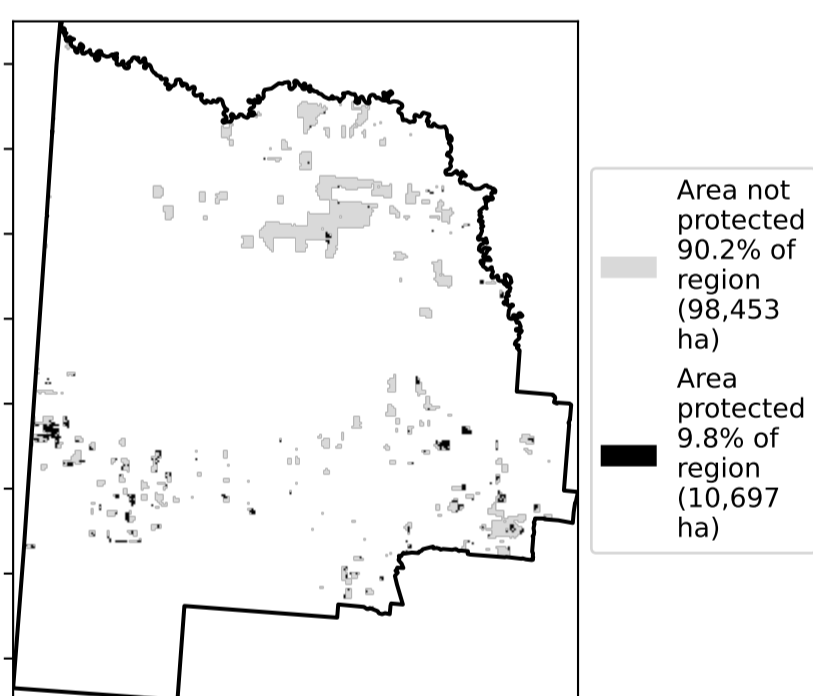 Area not
protected
90.2% of
region
(98,453
ha)
Area
protected
9.8% of
region
(10,697
ha)